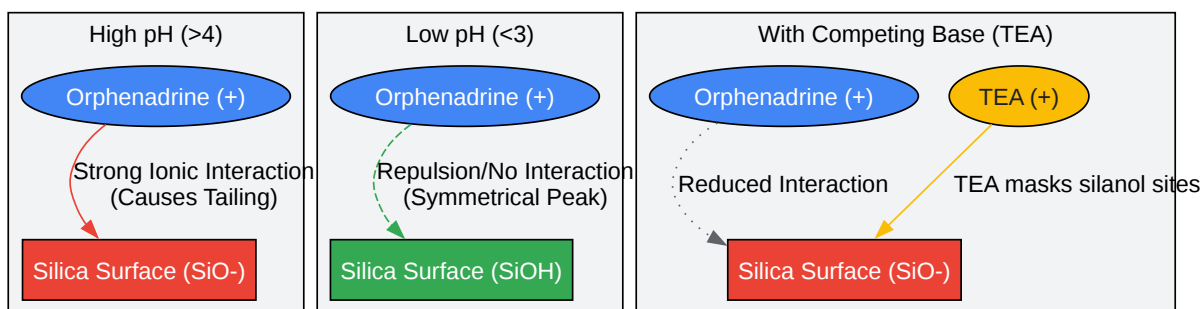 High pH (>4)
Orphenadrine (+)
Strong Ionic Interaction
(Causes Tailing)
Silica Surface (SiO-)
Low pH (<3)
Orphenadrine (+)
Repulsion/No Interaction
(Symmetrical Peak)
Silica Surface (SiOH)
With Competing Base (TEA)
Orphenadrine (+)
TEA (+)
Reduced Interaction
TEA masks silanol sites
Silica Surface (SiO-)